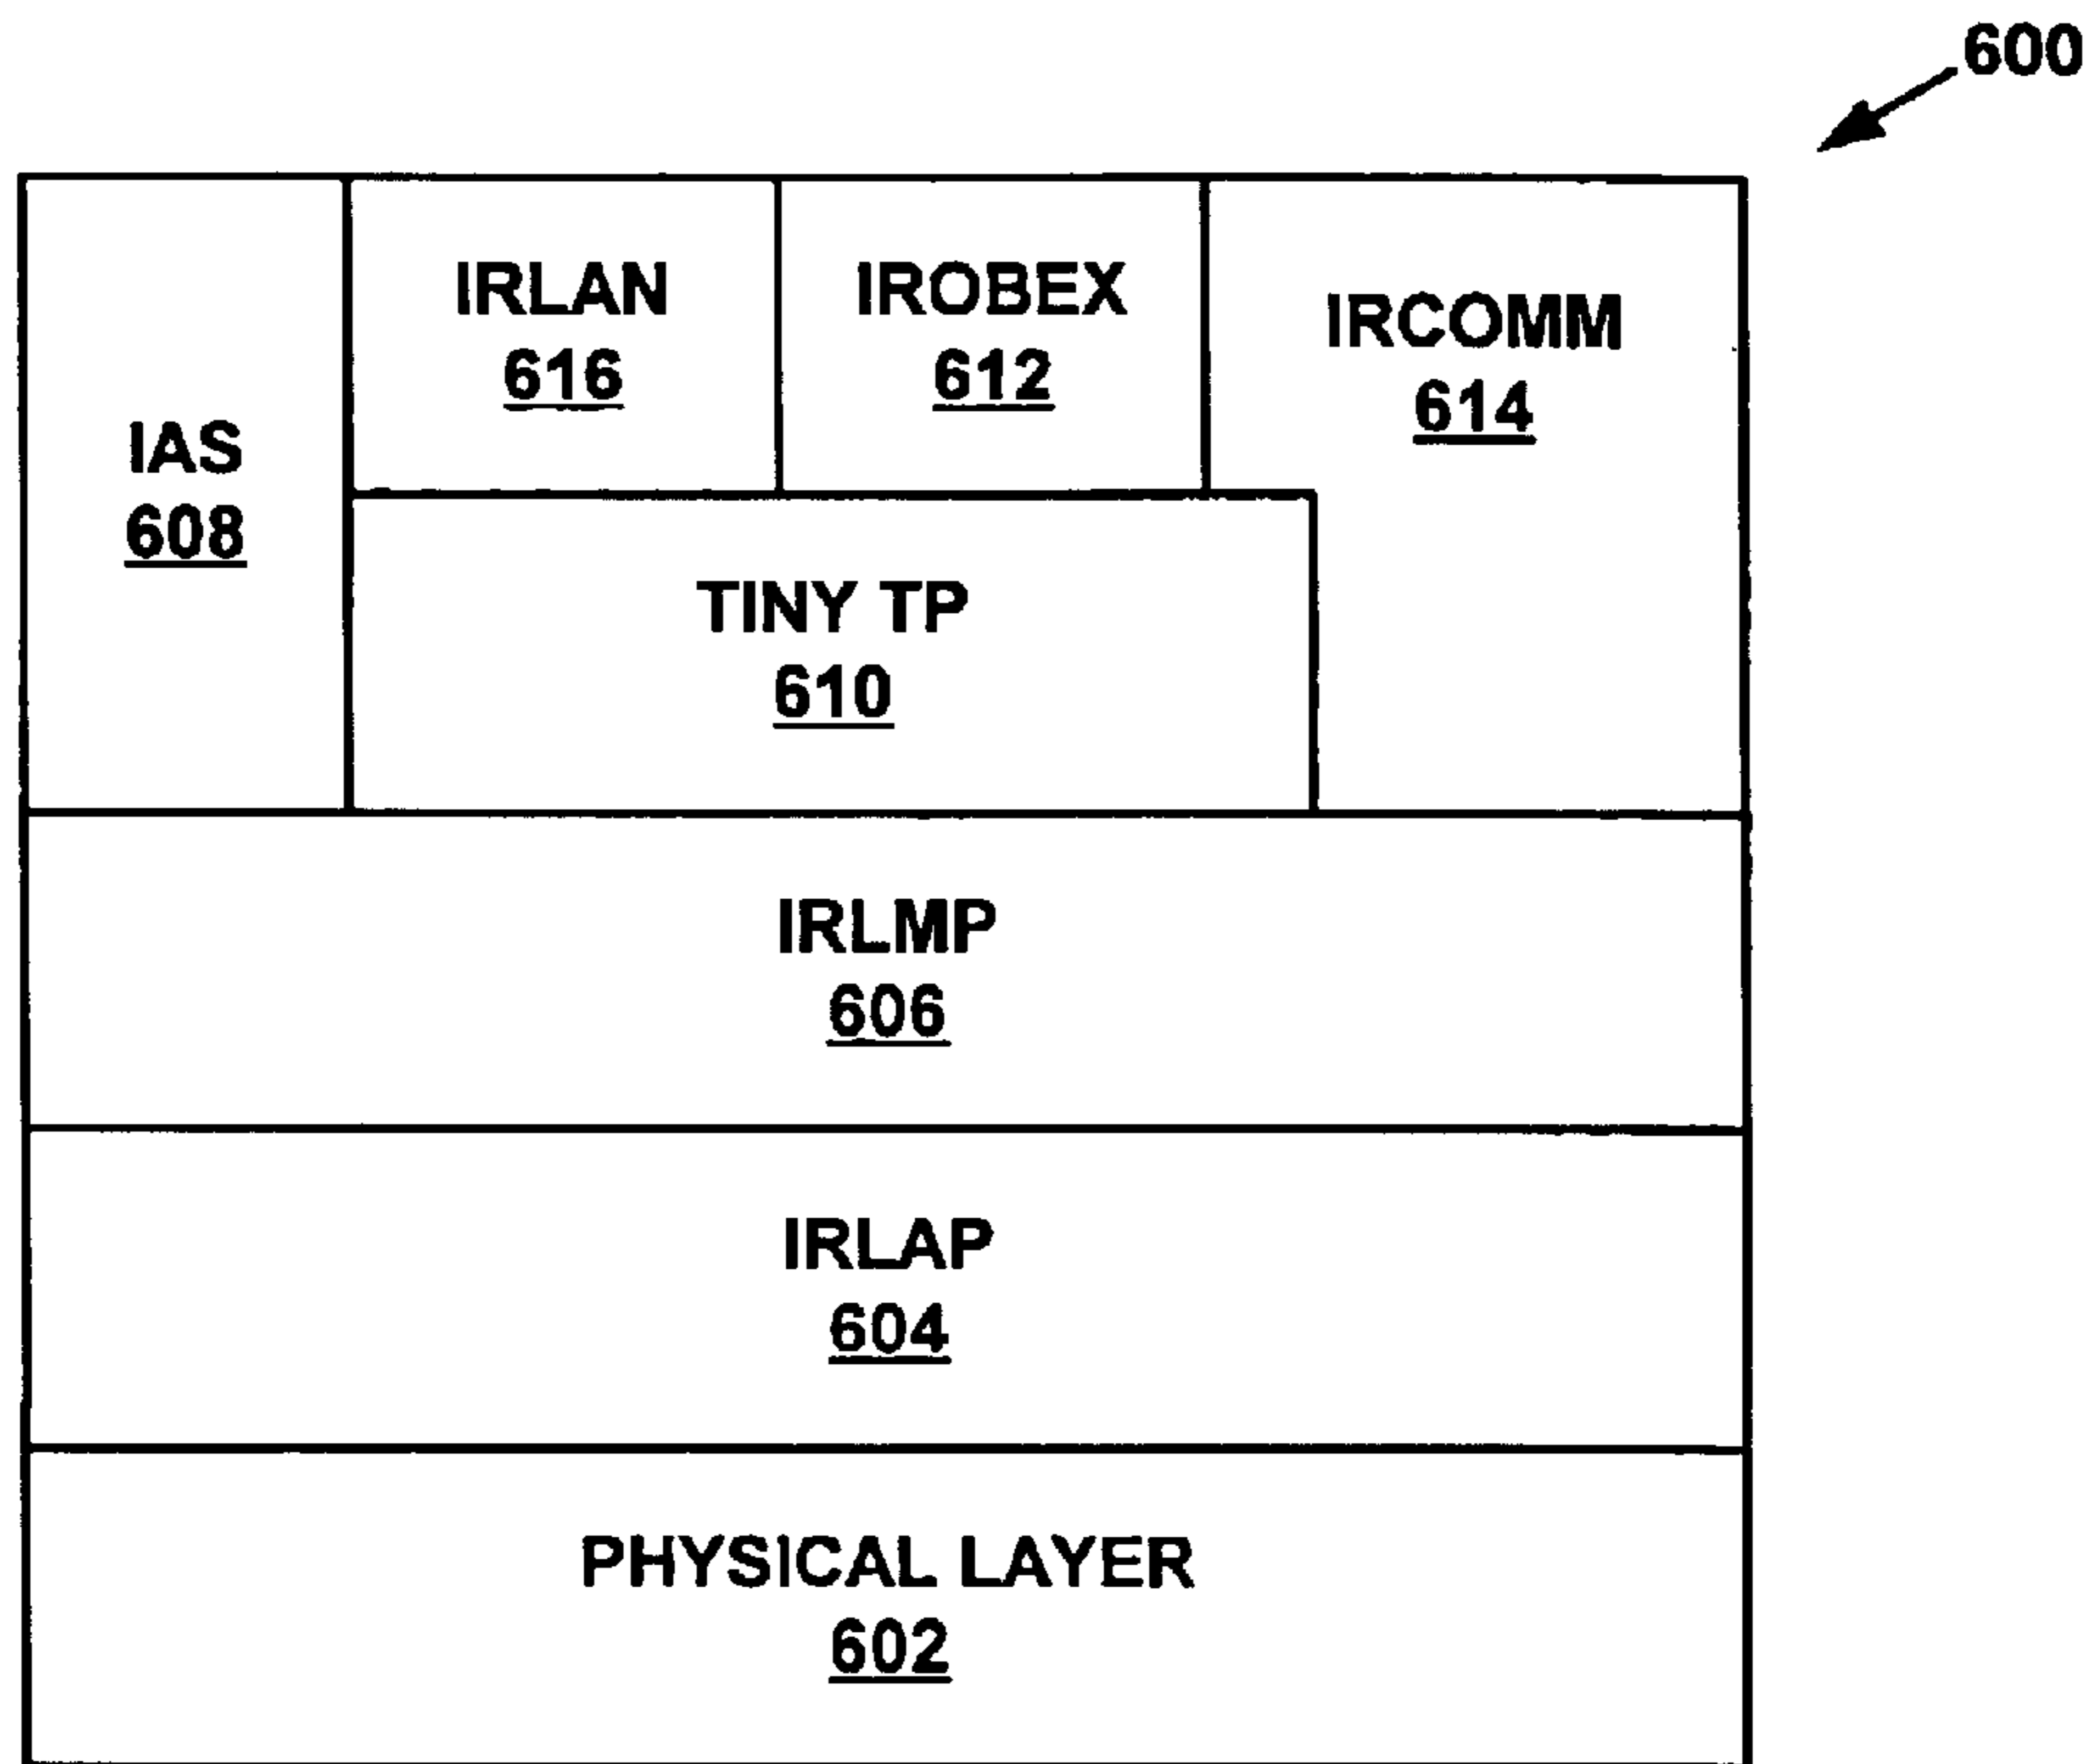 600
IRLAN
616
IROBEX
612
IRCOMM
614
IAS
608
TINY TP
610
IRLMP
606
IRLAP
604
PHYSICAL LAYER
602